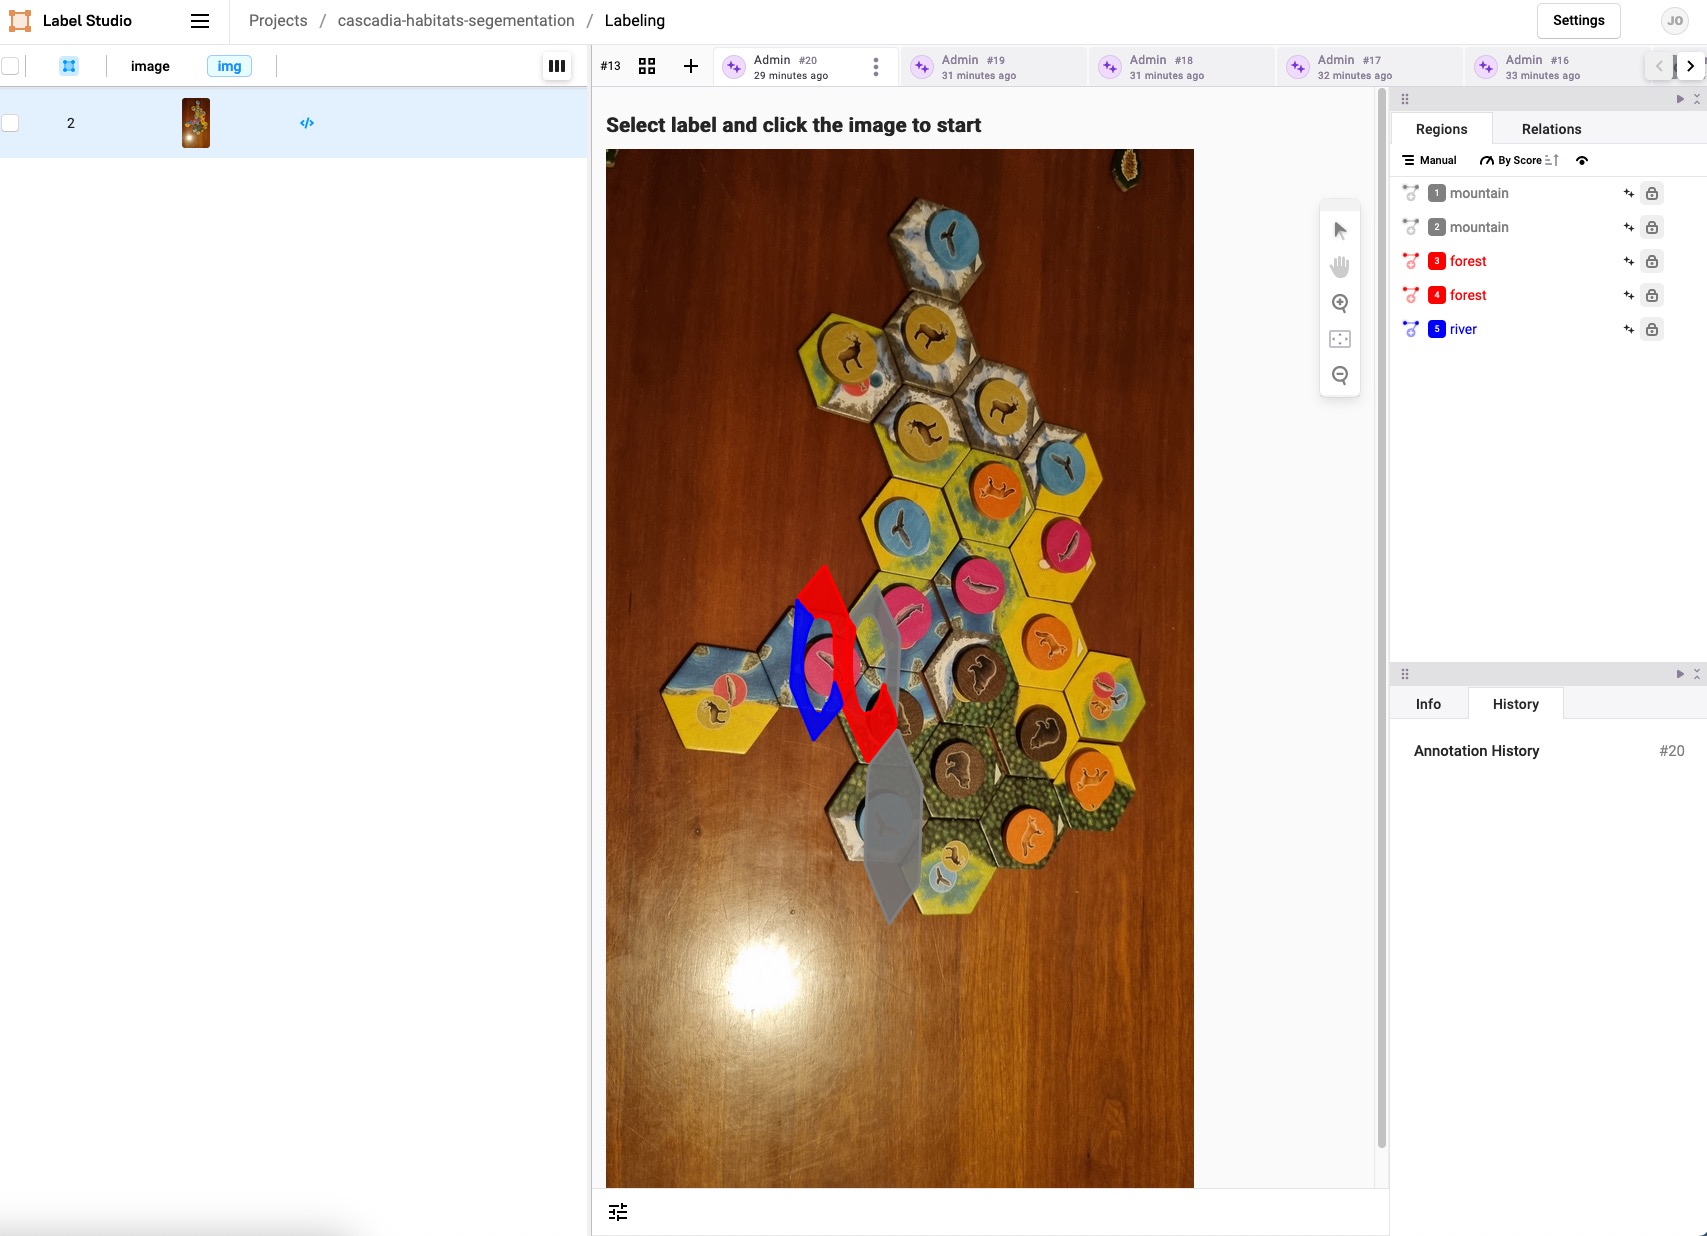 Label Studio
Projects / cascadia-habitats-segementation / Labeling
Settings
JO
image
img
2
#13
Admin #20
29 minutes ago
Admin #19
31 minutes ago
Admin #18
31 minutes ago
Admin #17
32 minutes ago
Admin #16
33 minutes ago
Select label and click the image to start
Regions
Relations
Manual
By Score
1 mountain
2 mountain
3 forest
4 forest
5 river
Info
History
Annotation History
#20